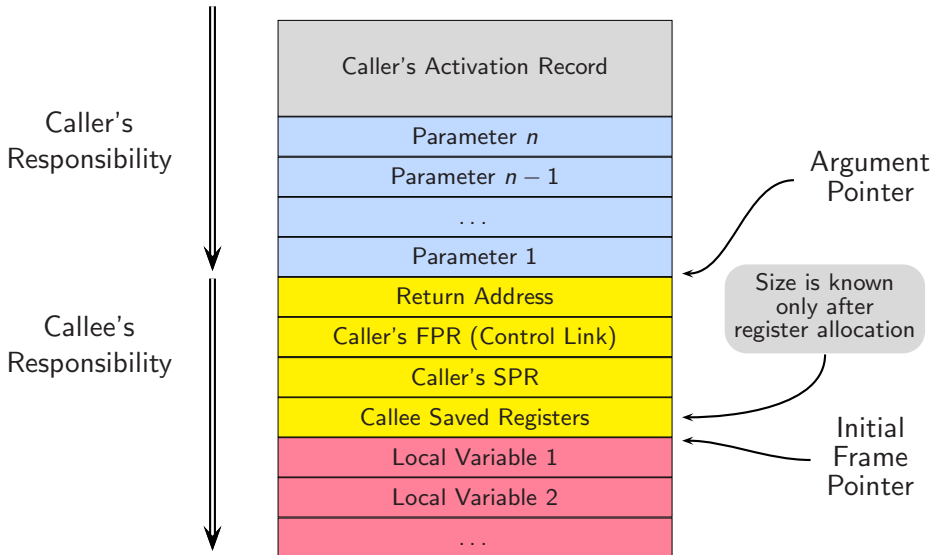 Caller's Activation Record
Caller's
Responsibility
Parameter n
Parameter n − 1
. . .
Parameter 1
Argument
Pointer
Return Address
Caller's FPR (Control Link)
Caller's SPR
Callee Saved Registers
Callee's
Responsibility
Size is known
only after
register allocation
Local Variable 1
Local Variable 2
. . .
Initial
Frame
Pointer